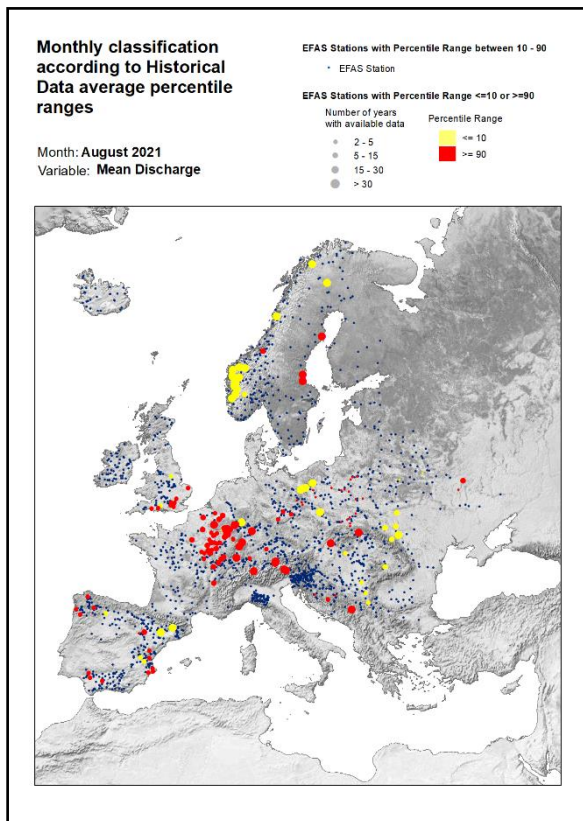 Monthly classification
according to Historical
Data average percentile
ranges
Month: August 2021
Variable: Mean Discharge
EFAS Stations with Percentile Range between 10 - 90
EFAS Station
EFAS Stations with Percentile Range <=10 or >=90
Number of years
with available data
2 - 5
5 - 15
15 - 30
> 30
Percentile Range
<= 10
>= 90